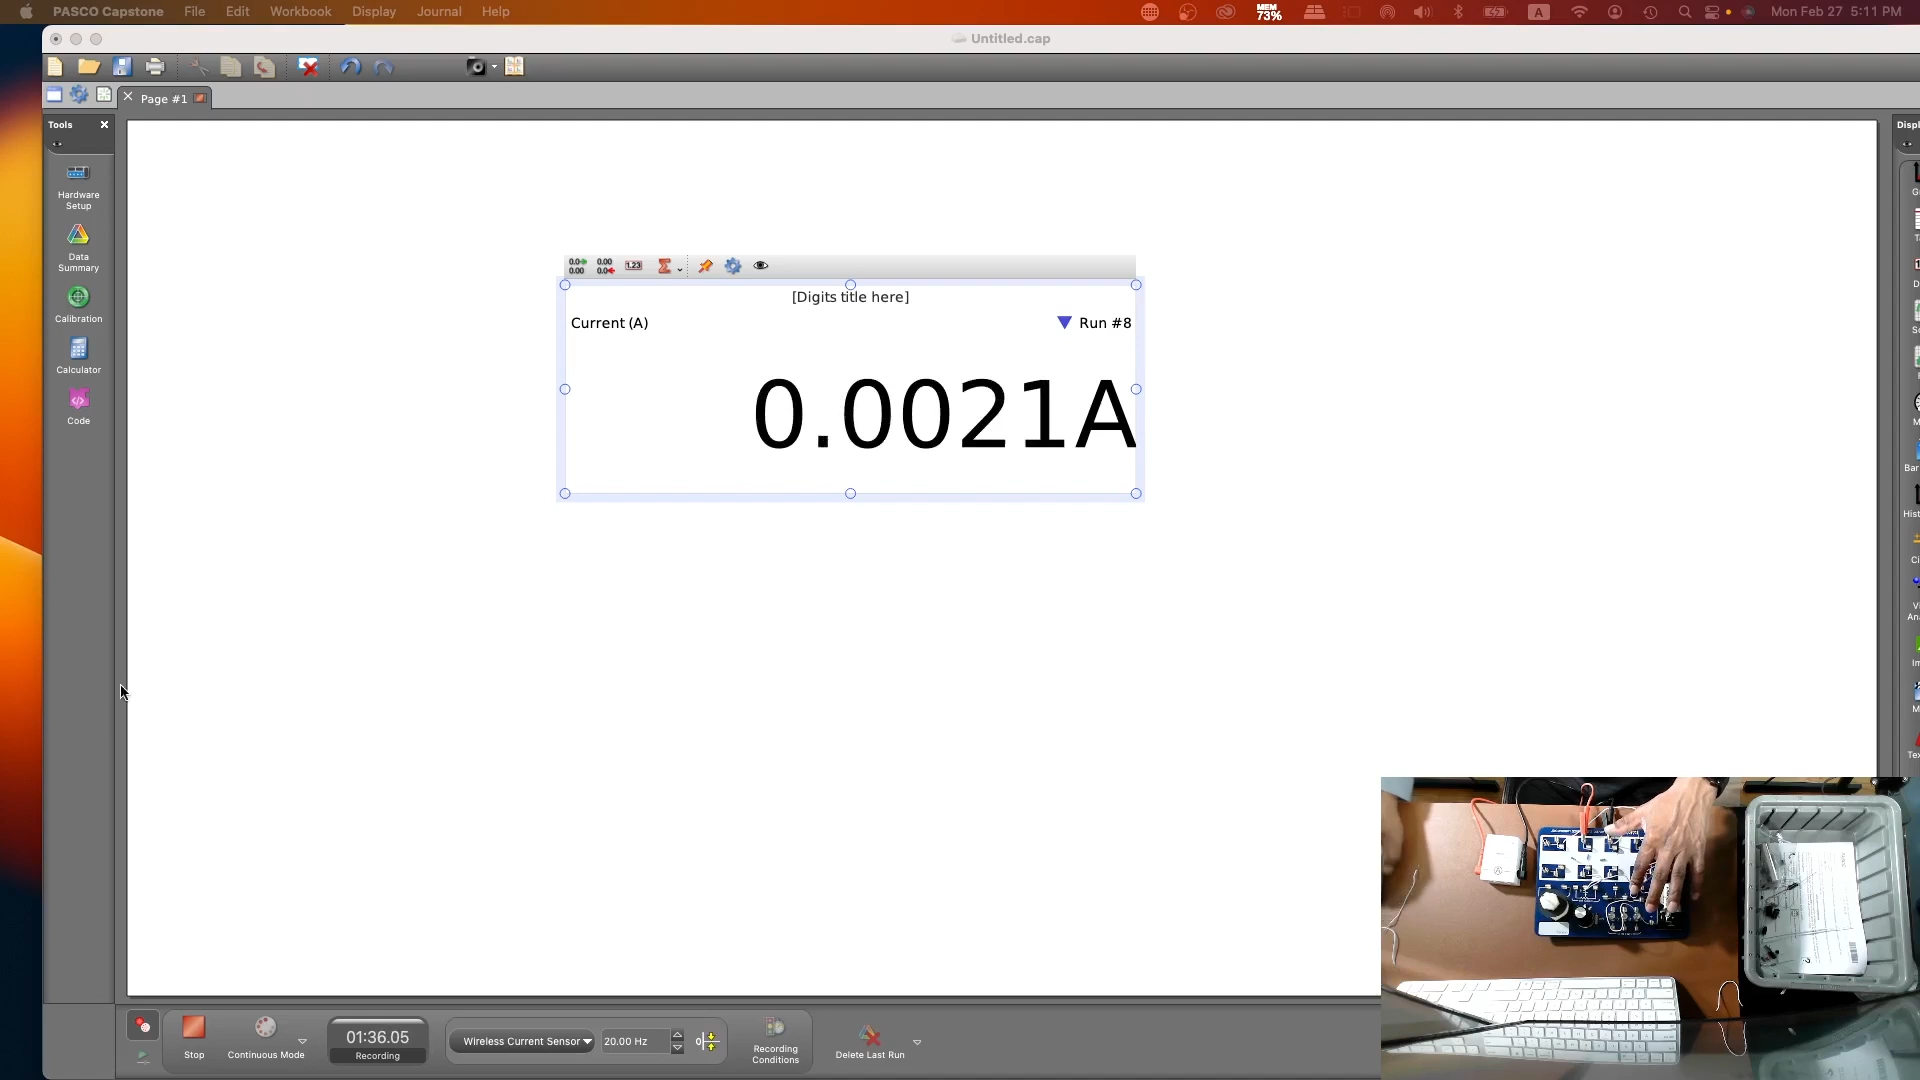 PASCO Capstone File Edit Workbook Display Journal Help MEM 73% A Mon Feb 27 5:11 PM
Untitled.cap
Page #1
Tools
Hardware Setup
Data Summary
Calibration
Calculator
Code
[Digits title here]
Current (A) Run #8
0.0021A
Stop
Continuous Mode
01:36.05
Recording
Wireless Current Sensor
20.00 Hz
Recording Conditions
Delete Last Run